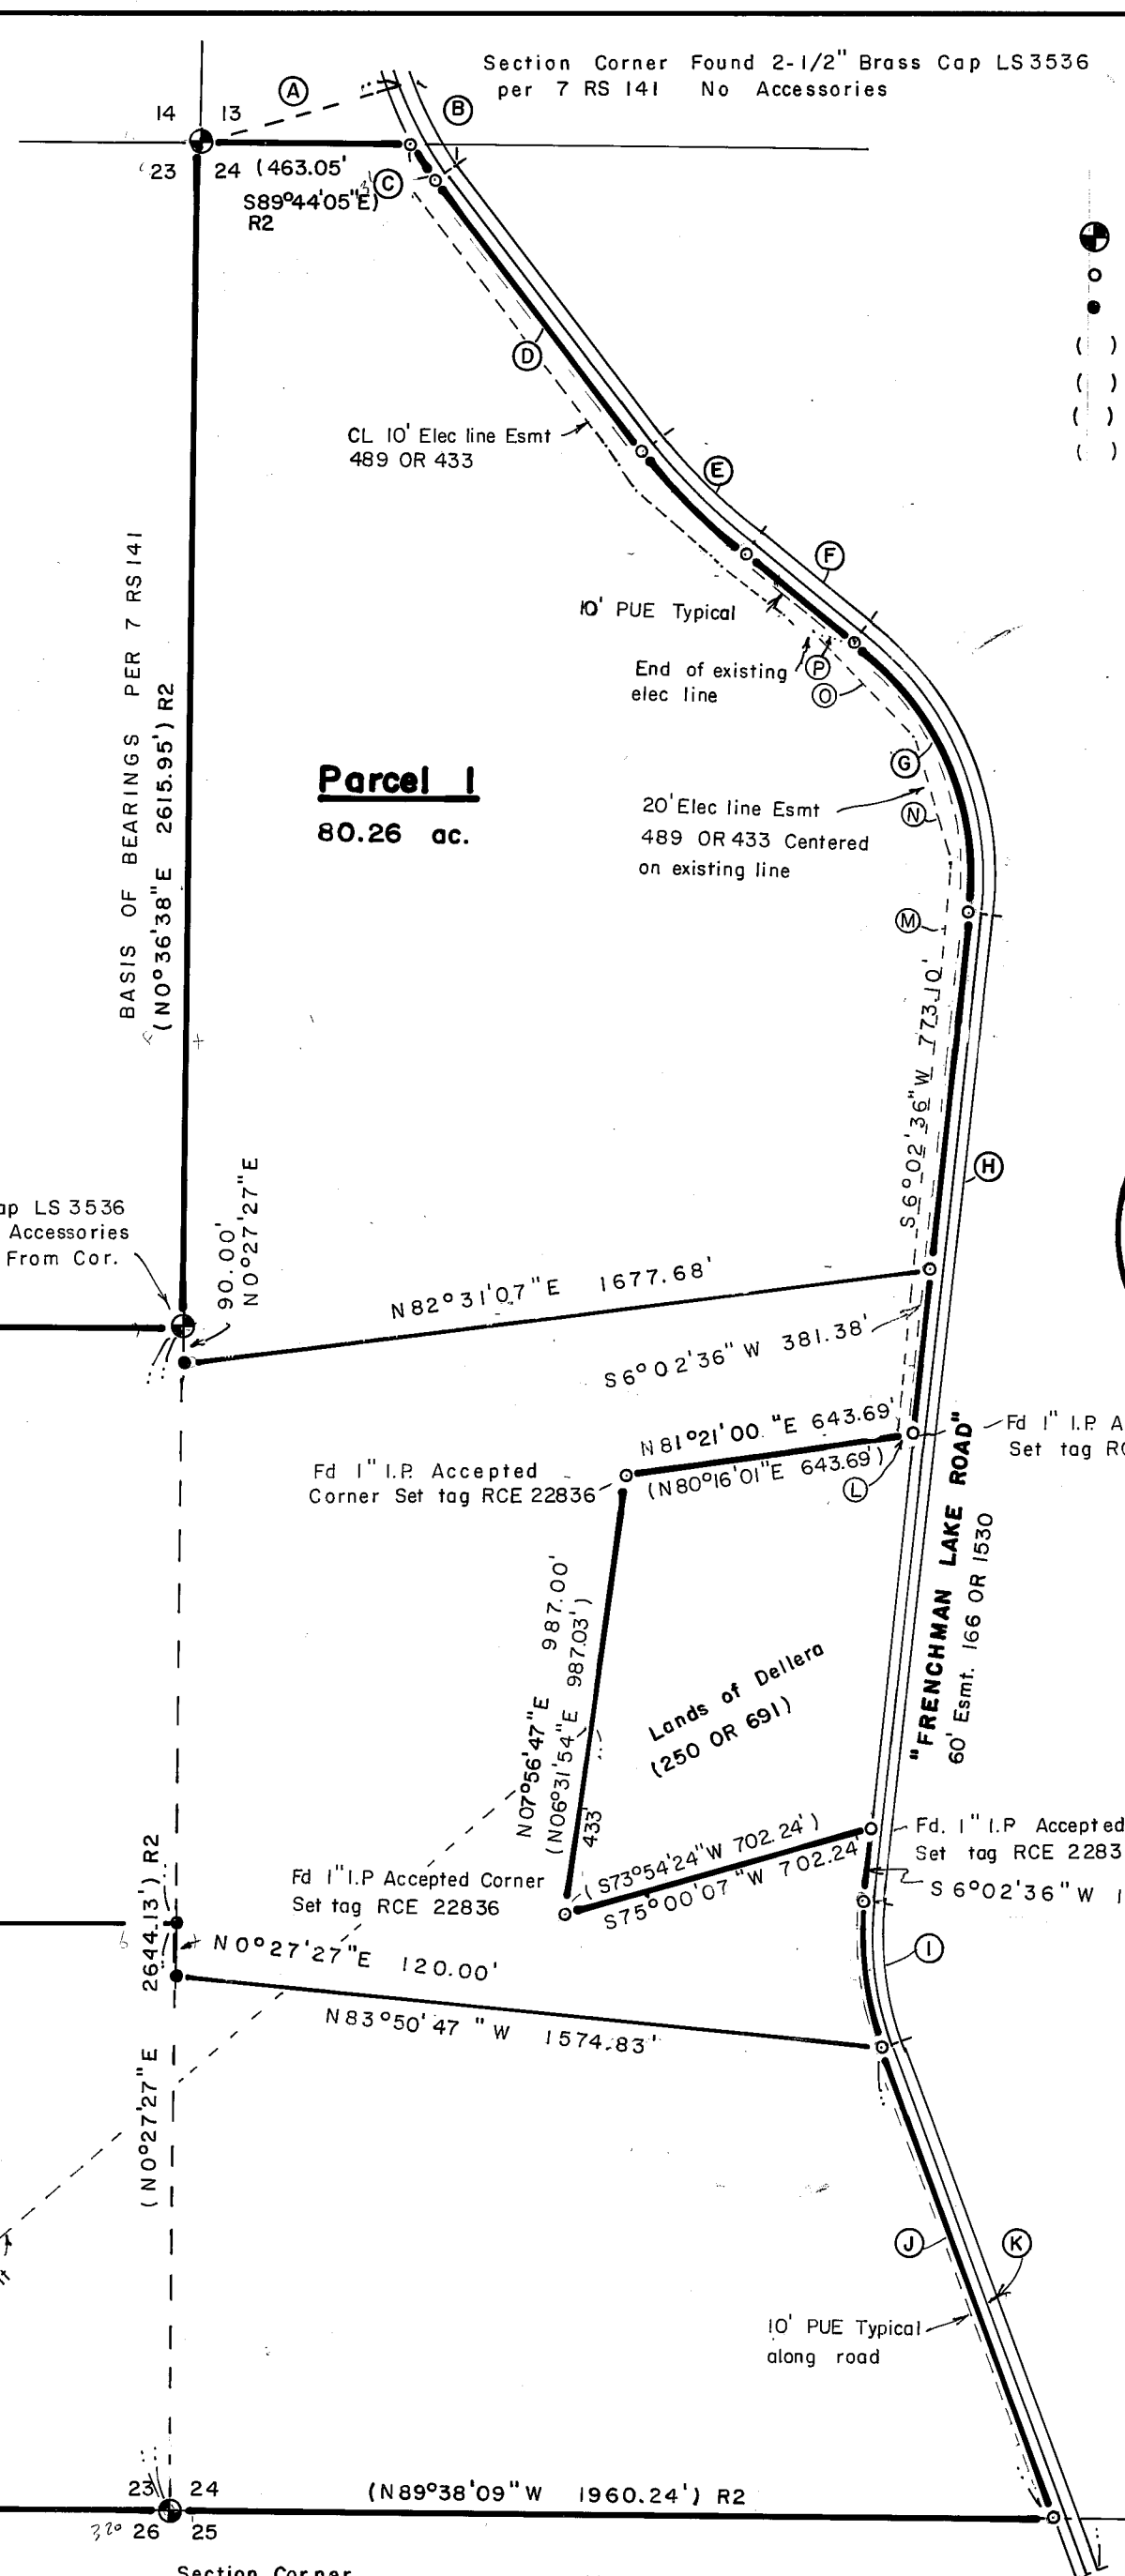 Section Corner Found 2-1/2" Brass Cap LS3536
per 7 RS 141 No Accessories
A
B
14 13
23 24
(463.05'
S89°44'05"E)
R2
C
D
( )
( )
( )
( )
CL 10' Elec line Esmt
489 OR 433
E
F
10' PUE Typical
P
End of existing
elec line
O
G
BASIS OF BEARINGS PER 7 RS 141
(N0°36'38"E 2615.95') R2
Parcel 1
80.26 ac.
20' Elec line Esmt
489 OR 433 Centered
on existing line
N
M
S6°02'36"W 773.10'
H
ap LS 3536
Accessories
From Cor.
90.00'
N0°27'27"E
N82°31'07"E 1677.68'
S6°02'36"W 381.38'
N81°21'00"E 643.69'
(N80°16'01"E 643.69')
Fd 1" I.P. A
Set tag RC
Fd 1" I.P. Accepted
Corner Set tag RCE 22836
L
"FRENCHMAN LAKE ROAD"
60' Esmt. 166 OR 1530
N07°56'47"E 987.00'
(N06°31'54"E 987.03')
433'
Lands of Dellera
(250 OR 691)
(S73°54'24"W 702.24')
S75°00'07"W 702.24'
Fd. 1" I.P. Accepted
Set tag RCE 2283
S 6°02'36"W 1
Fd 1" I.P Accepted Corner
Set tag RCE 22836
I
N0°27'27"E 120.00'
N83°50'47"W 1574.83'
(N0°27'27"E 2644.13') R2
J
K
10' PUE Typical
along road
23 24
26 25
320
(N89°38'09"W 1960.24') R2
Section Corner